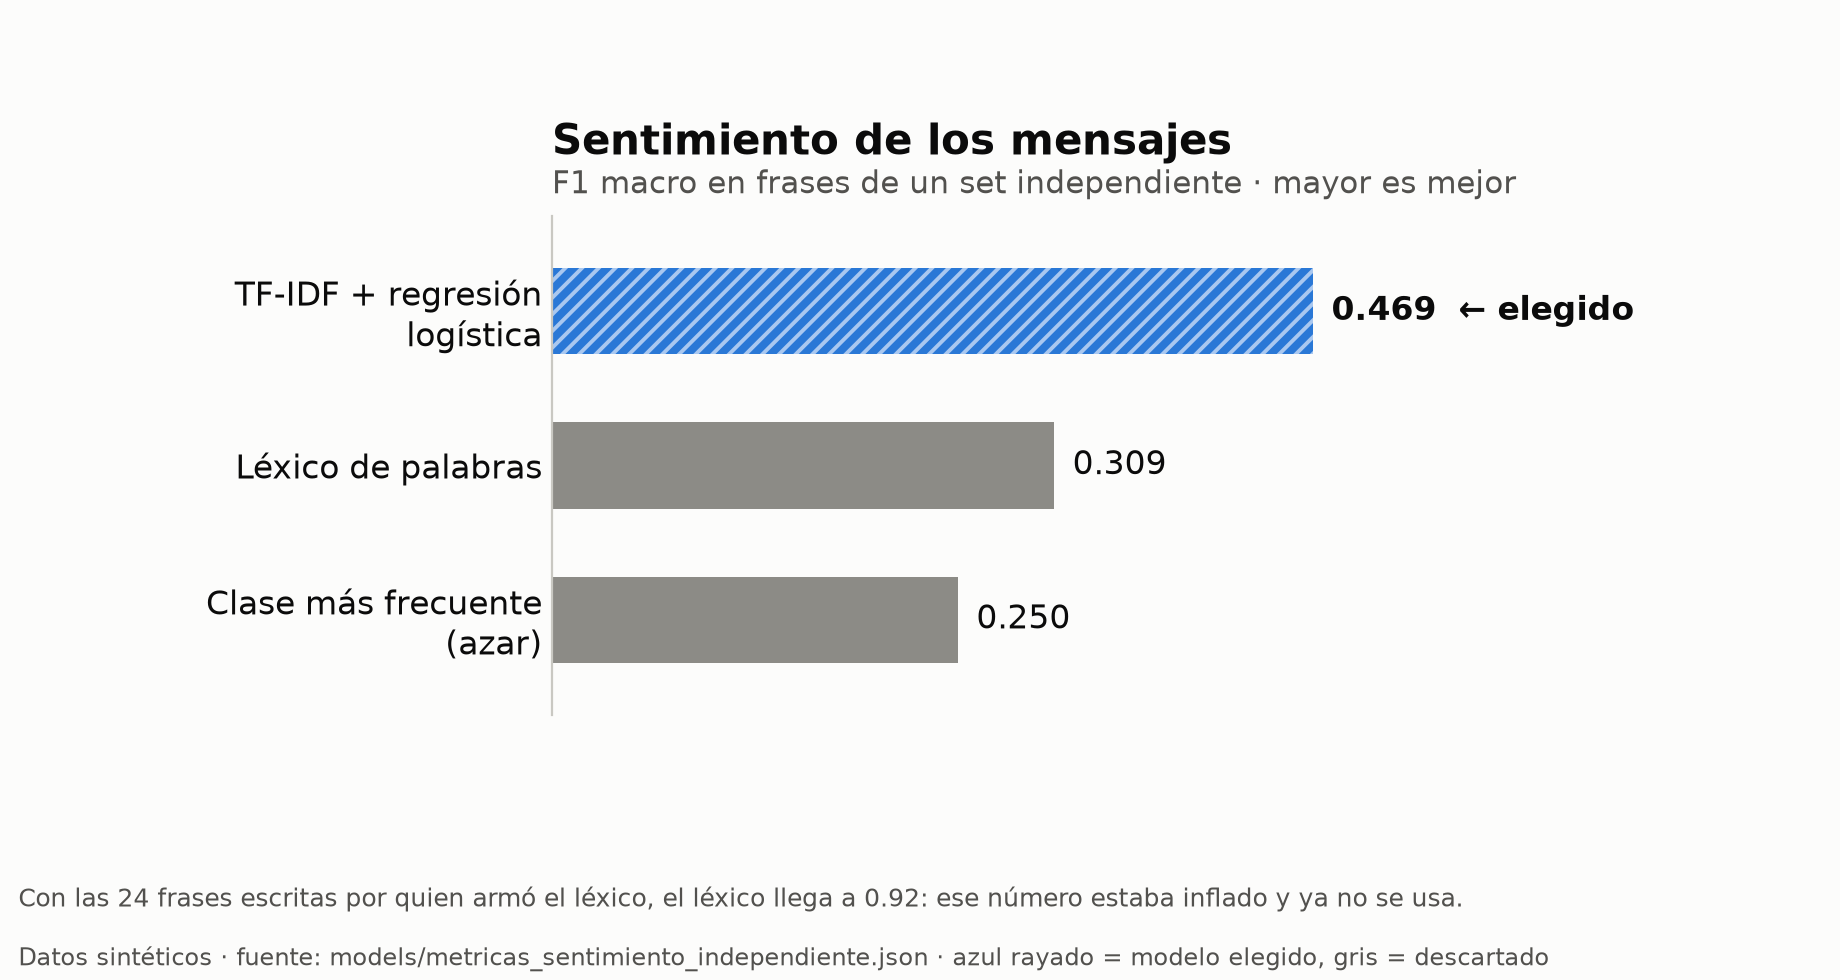 Sentimiento de los mensajes
F1 macro en frases de un set independiente · mayor es mejor
TF-IDF + regresión
logística
0.469 ← elegido
Léxico de palabras
0.309
Clase más frecuente
(azar)
0.250
Con las 24 frases escritas por quien armó el léxico, el léxico llega a 0.92: ese número estaba inflado y ya no se usa.
Datos sintéticos · fuente: models/metricas_sentimiento_independiente.json · azul rayado = modelo elegido, gris = descartado